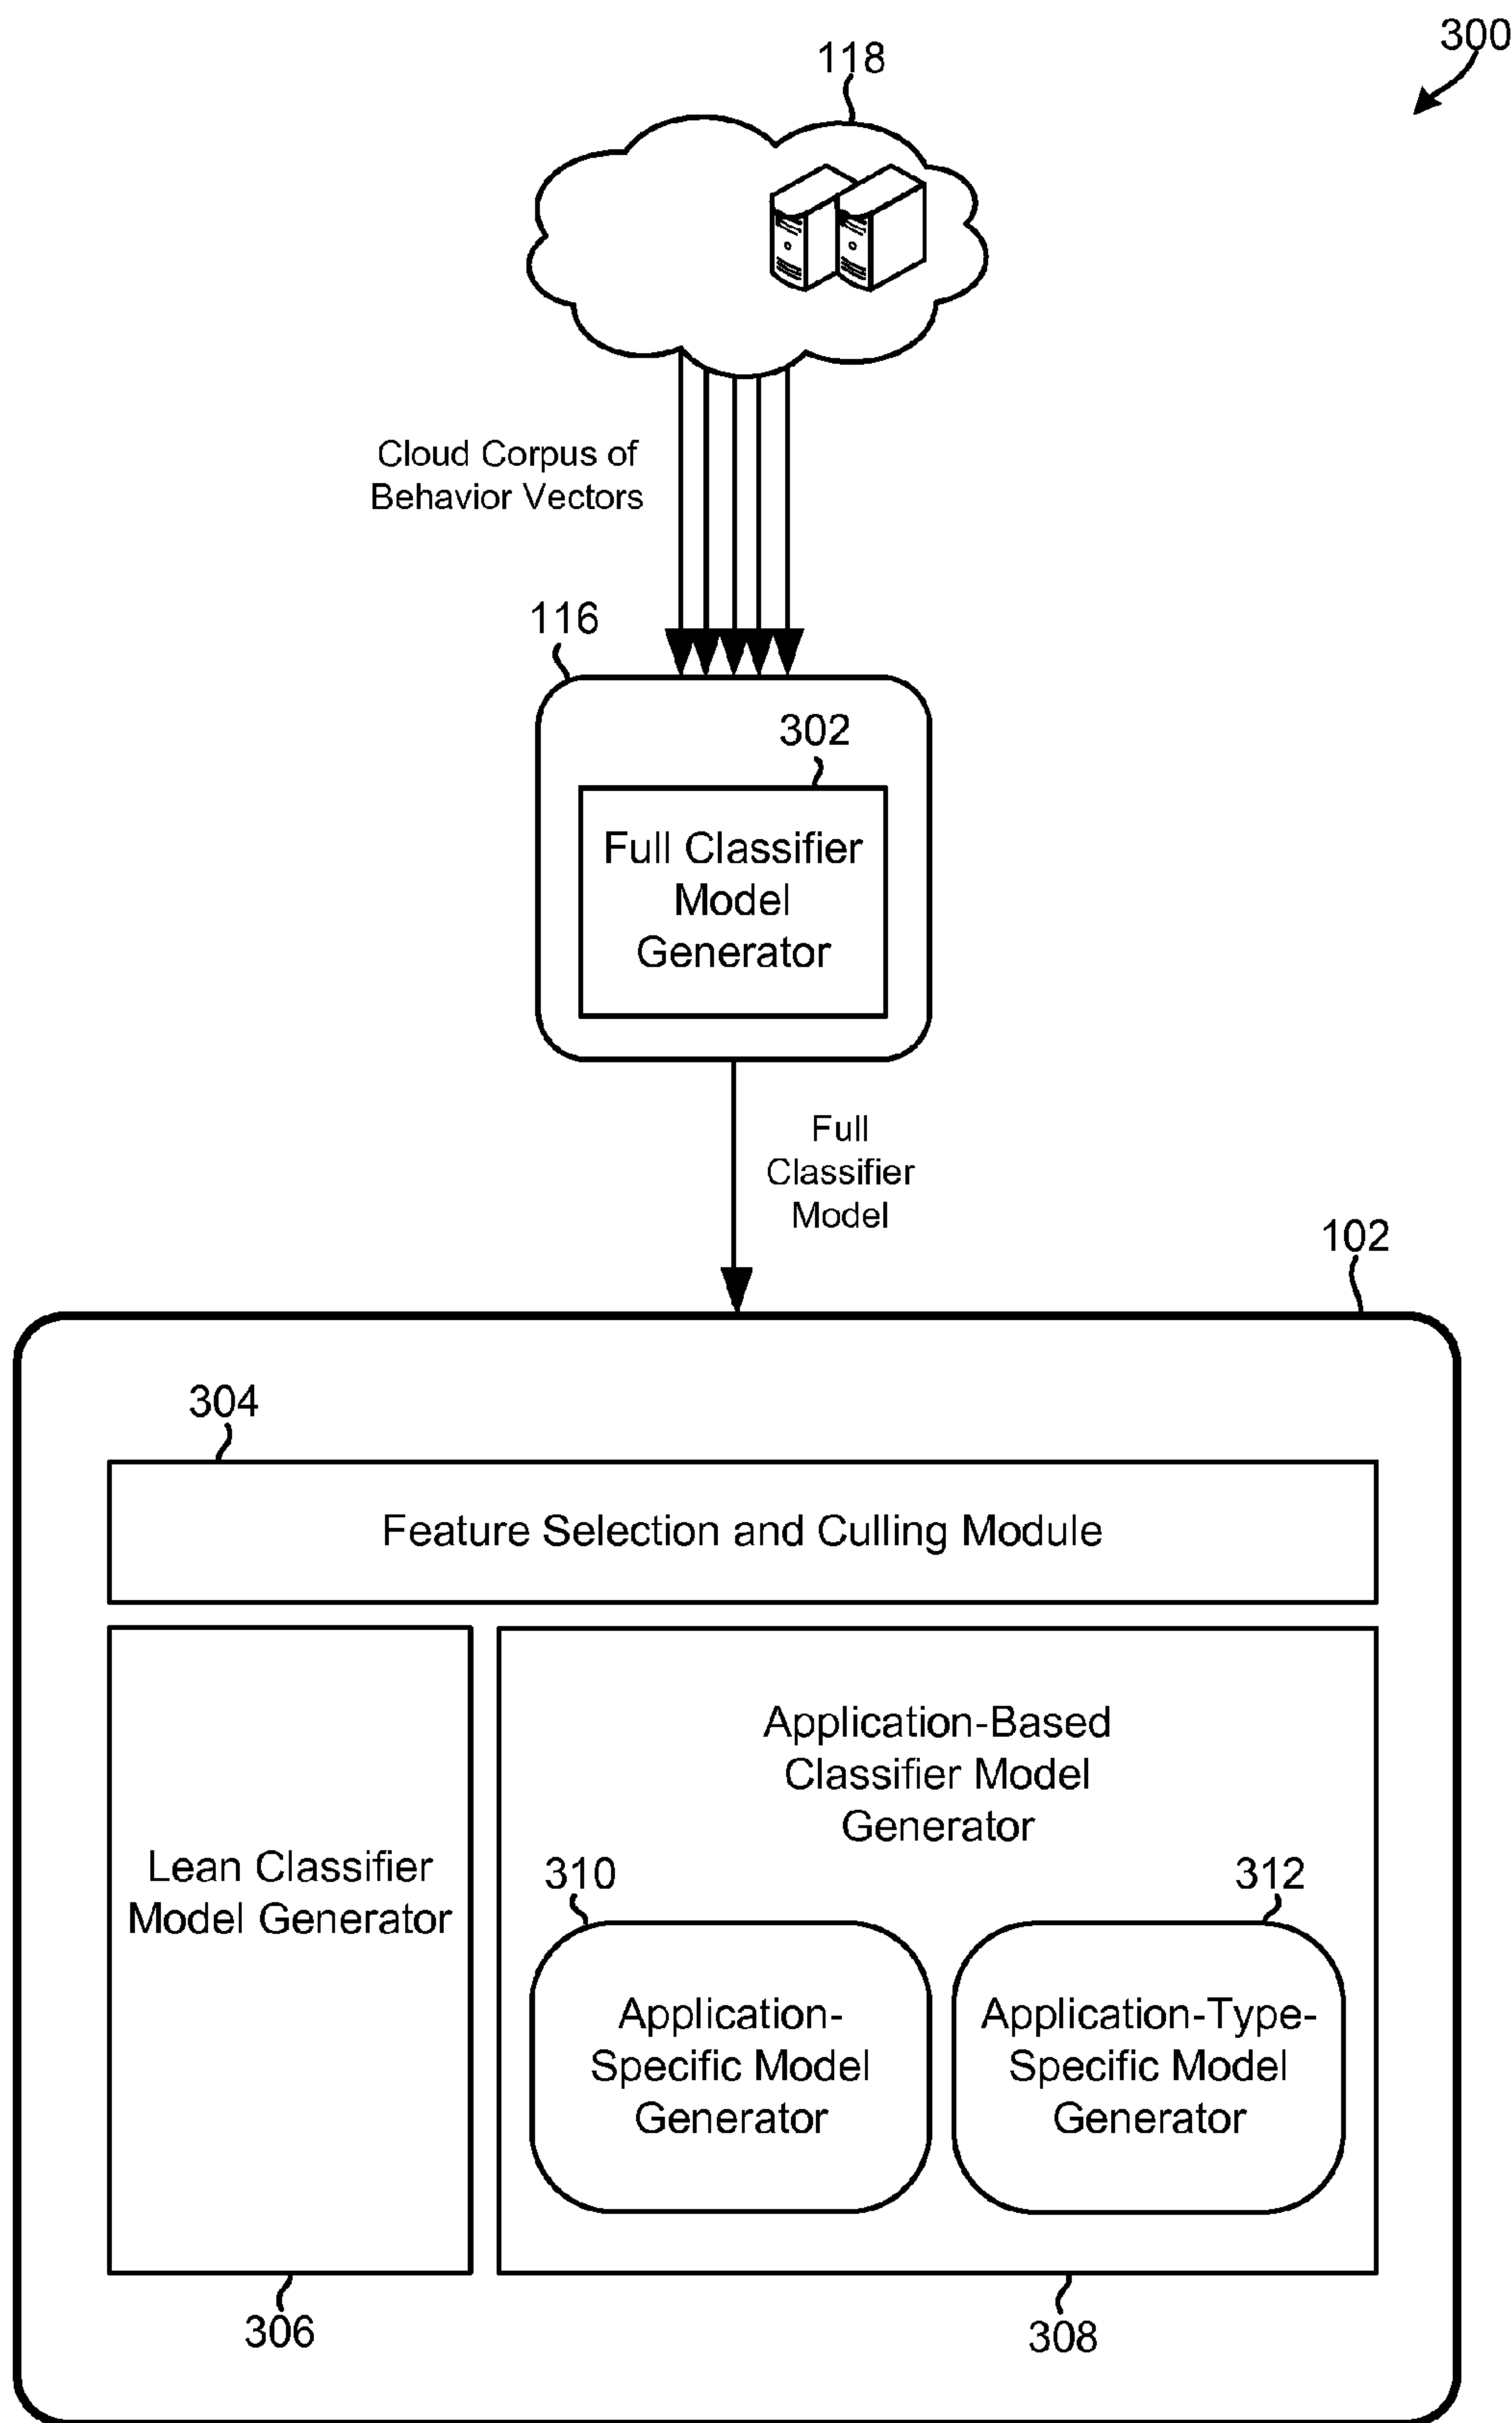 300
118
Cloud Corpus of
Behavior Vectors
116
302
Full Classifier
Model
Generator
Full
Classifier
Model
102
304
Feature Selection and Culling Module
Lean Classifier
Model Generator
306
Application-Based
Classifier Model
Generator
310
Application-
Specific Model
Generator
312
Application-Type-
Specific Model
Generator
308